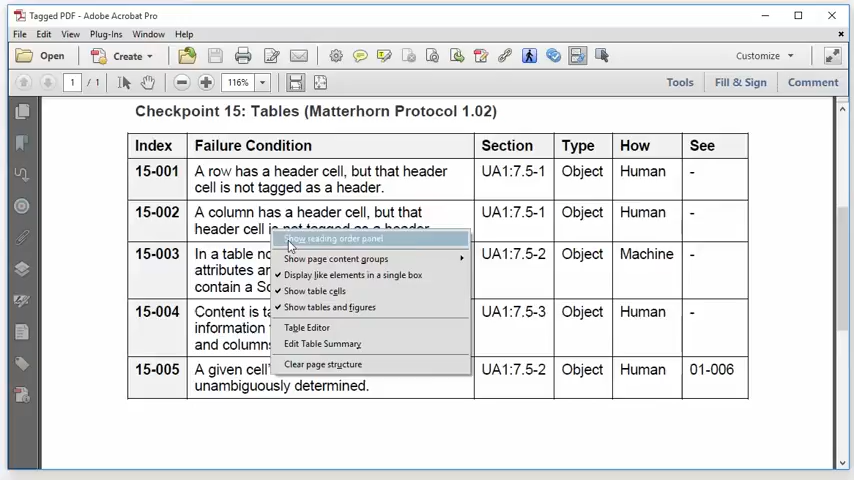 Tagged PDF - Adobe Acrobat Pro
File Edit View Plug-Ins Window Help
Open Create Customize
1 / 1 116% Tools Fill & Sign Comment
Checkpoint 15: Tables (Matterhorn Protocol 1.02)
Index Failure Condition Section Type How See
15-001 A row has a header cell, but that header UA1:7.5-1 Object Human -
cell is not tagged as a header.
15-002 A column has a header cell, but that UA1:7.5-1 Object Human -
header cell is not tagged as a header.
Show reading order panel
15-003 In a table no UA1:7.5-2 Object Machine -
Show page content groups
attributes
Display like elements in a single box
contain a
Show table cells
15-004 Content is UA1:7.5-3 Object Human -
Show tables and figures
information
Table Editor
and columns
Edit Table Summary
15-005 A given UA1:7.5-2 Object Human 01-006
Clear page structure
unambiguously determined.